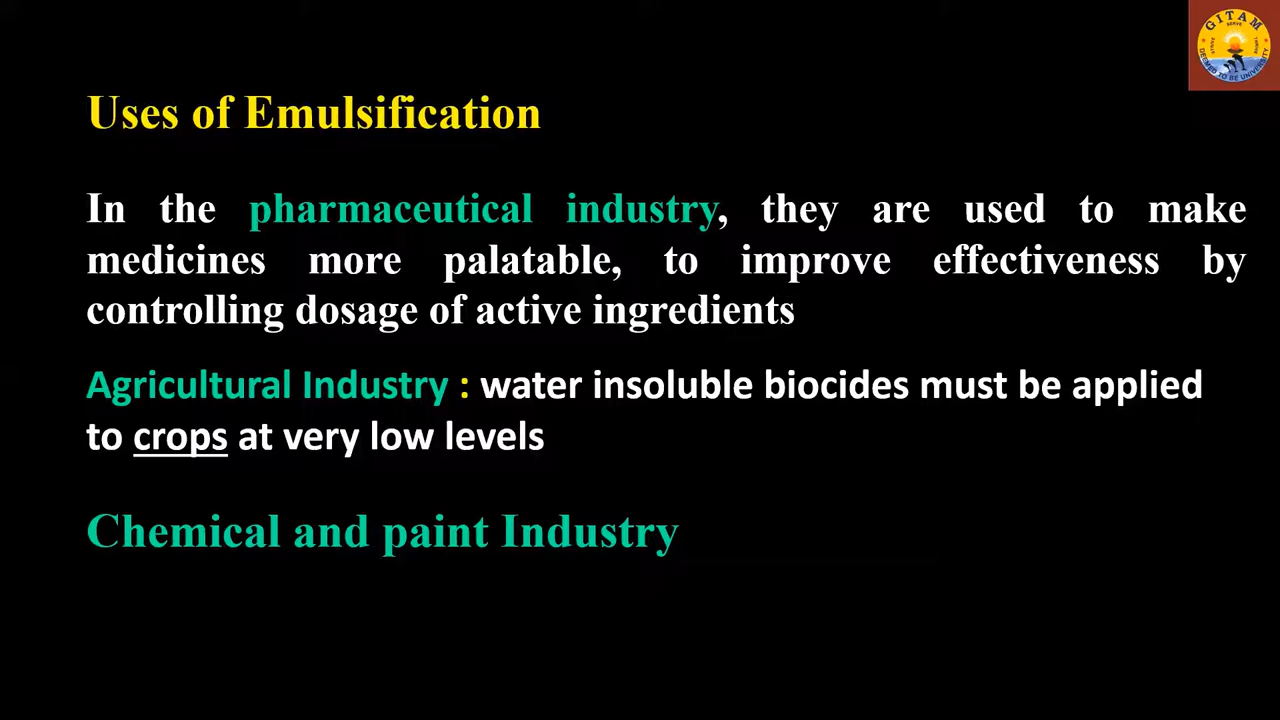 GITAM
Uses of Emulsification
In the pharmaceutical industry, they are used to make
medicines more palatable, to improve effectiveness by
controlling dosage of active ingredients
Agricultural Industry : water insoluble biocides must be applied
to crops at very low levels
Chemical and paint Industry